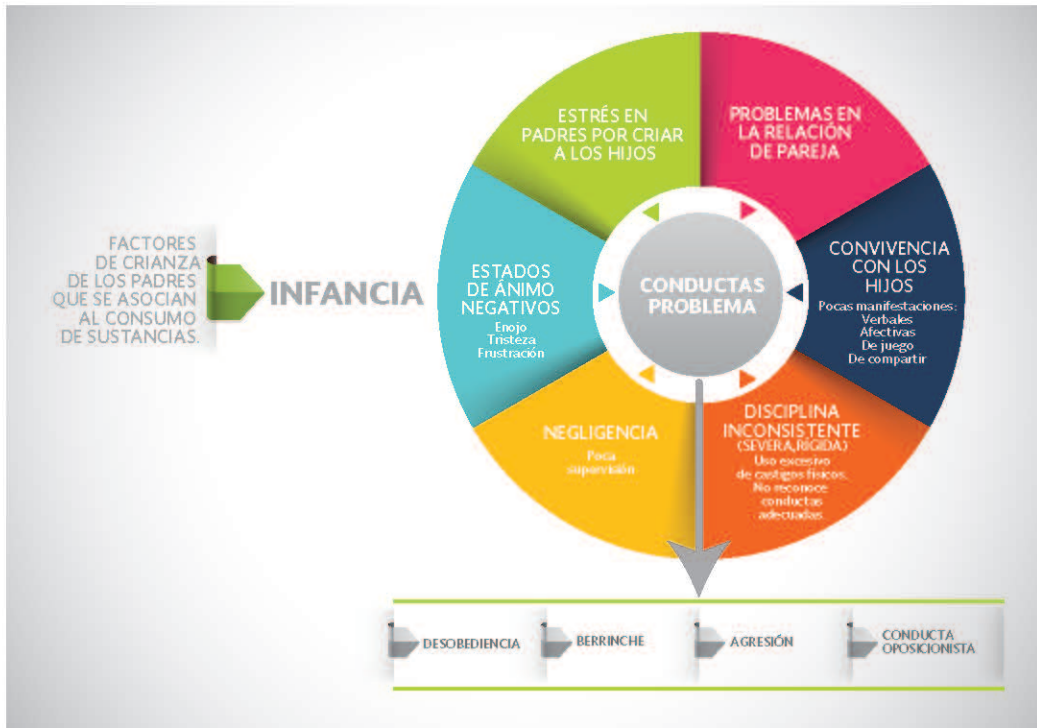 FACTORES
DE CRIANZA
DE LOS PADRES
QUE SE ASOCIAN
AL CONSUMO
DE SUSTANCIAS.
INFANCIA
ESTRÉS EN
PADRES POR CRIAR
A LOS HIJOS
PROBLEMAS EN
LA RELACIÓN
DE PAREJA
ESTADOS
DE ÁNIMO
NEGATIVOS
Enojo
Tristeza
Frustración
CONDUCTAS
PROBLEMA
CONVIVENCIA
CON LOS
HIJOS
Pocas manifestaciones:
Verbales
Afectivas
De juego
De compartir
NEGLIGENCIA
Poca
supervisión
DISCIPLINA
INCONSISTENTE
(SEVERA,RÍGIDA)
Uso excesivo
de castigos físicos.
No reconoce
conductas
adecuadas
DESOBEDIENCIA
BERRINCHE
AGRESIÓN
CONDUCTA
OPOSICIONISTA